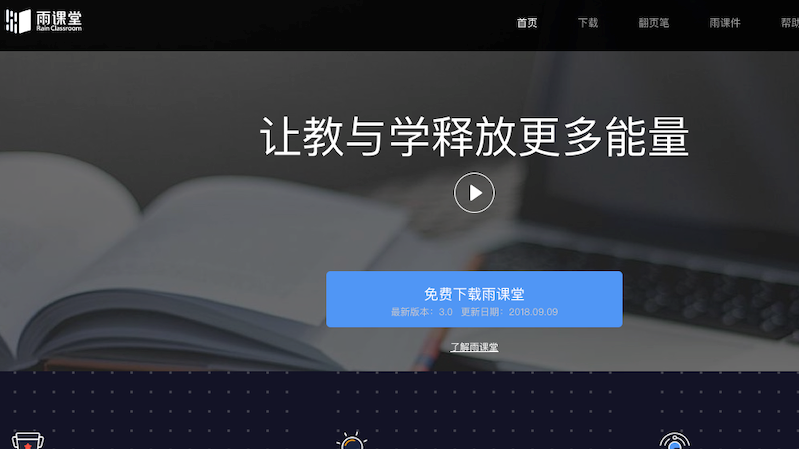 雨课堂
Rain Classroom
首页
下载
翻页笔
雨课件
帮助
让教与学释放更多能量
免费下载雨课堂
最新版本：3.0 更新日期：2018.09.09
了解雨课堂